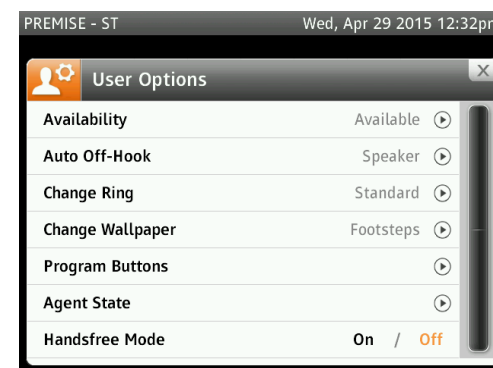 PREMISE - ST Wed, Apr 29 2015 12:32pm
User Options X
Availability Available
Auto Off-Hook Speaker
Change Ring Standard
Change Wallpaper Footsteps
Program Buttons
Agent State
Handsfree Mode On / Off